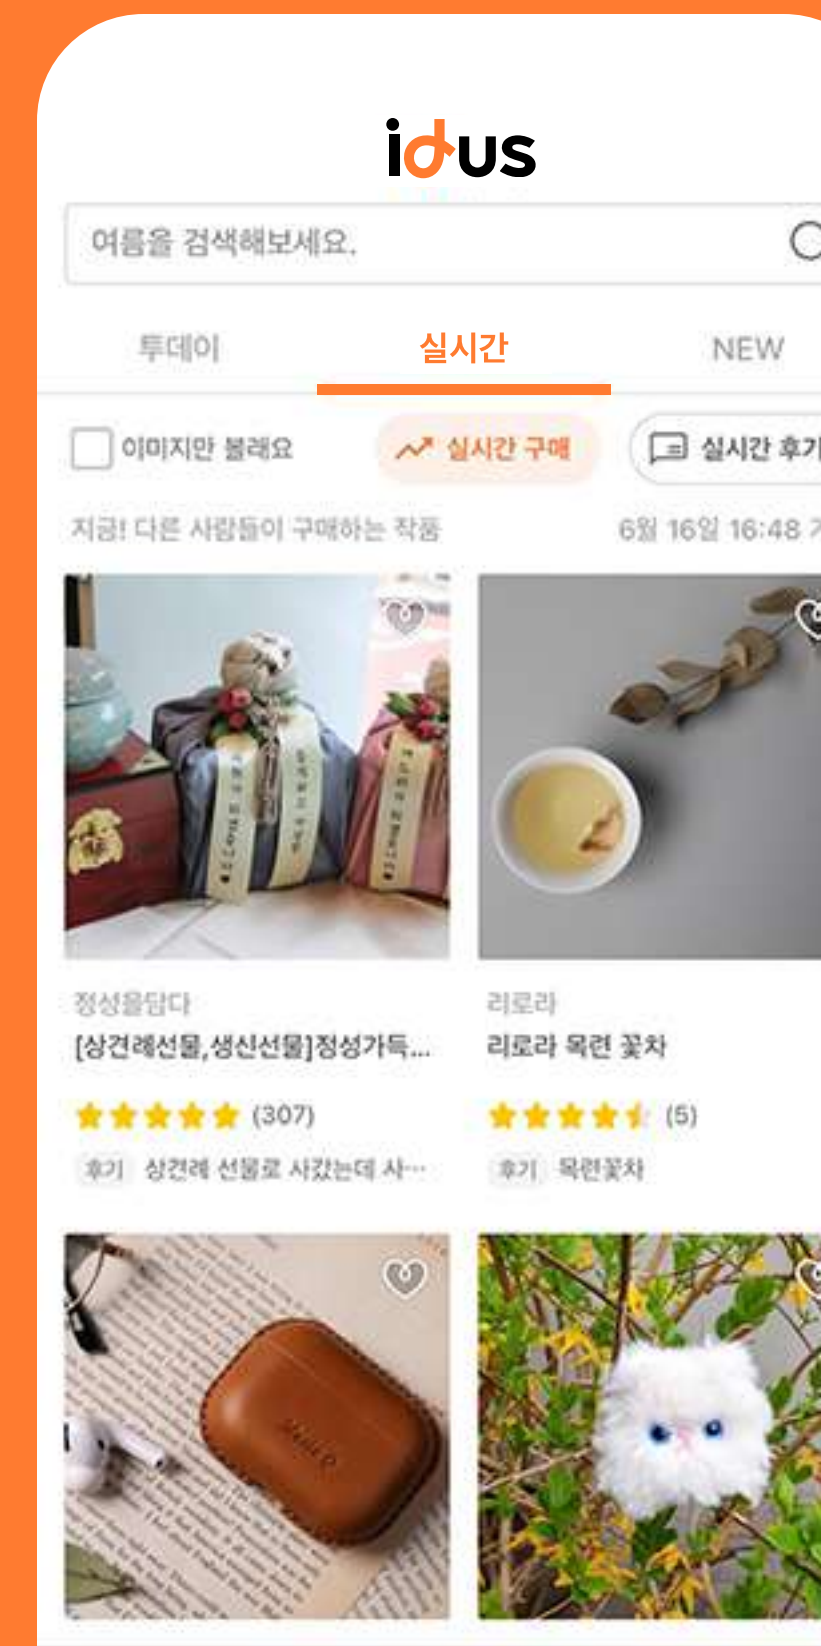 idus
여름을 검색해보세요.
투데이 실시간 NEW
이미지만 볼래요 실시간 구매 실시간 후기
지금! 다른 사람들이 구매하는 작품 6월 16일 16:48
정성을담다 리로라
[상견례선물,생신선물]정성가득... 리로라 목련 꽃차
(307) (5)
후기 상견례 선물로 사갔는데 사… 후기 목련꽃차